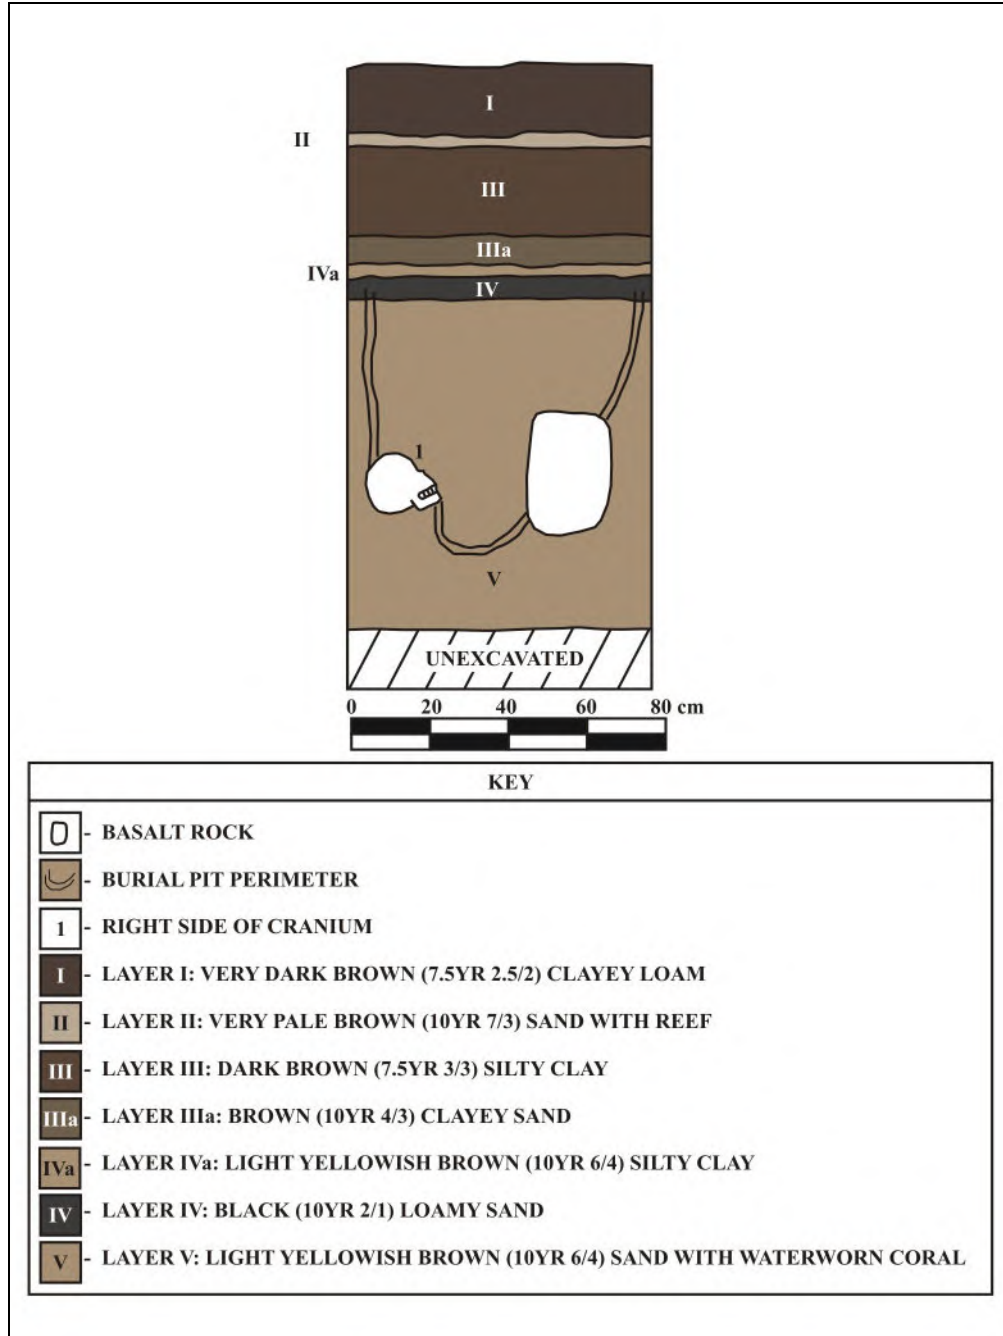 I
II
III
IIIa
IVa
IV
1
V
UNEXCAVATED
0 20 40 60 80 cm
KEY
- BASALT ROCK
- BURIAL PIT PERIMETER
1 - RIGHT SIDE OF CRANIUM
I - LAYER I: VERY DARK BROWN (7.5YR 2.5/2) CLAYEY LOAM
II - LAYER II: VERY PALE BROWN (10YR 7/3) SAND WITH REEF
III - LAYER III: DARK BROWN (7.5YR 3/3) SILTY CLAY
IIIa - LAYER IIIa: BROWN (10YR 4/3) CLAYEY SAND
IVa - LAYER IVa: LIGHT YELLOWISH BROWN (10YR 6/4) SILTY CLAY
IV - LAYER IV: BLACK (10YR 2/1) LOAMY SAND
V - LAYER V: LIGHT YELLOWISH BROWN (10YR 6/4) SAND WITH WATERWORN CORAL